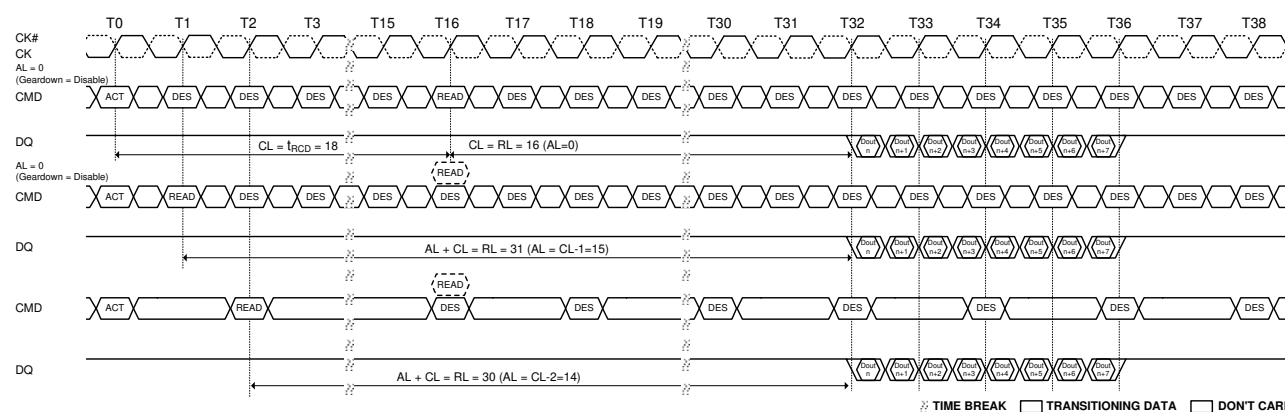 T0 T1 T2 T3 T15 T16 T17 T18 T19 T30 T31 T32 T33 T34 T35 T36 T37 T38
CK#
CK
AL = 0
(Geardown = Disable)
CMD ACT DES DES DES DES READ DES DES DES DES DES DES DES DES DES DES DES DES
DQ Dout n Dout n+1 Dout n+2 Dout n+3 Dout n+4 Dout n+5 Dout n+6 Dout n+7
CL = tRCD = 18 CL = RL = 16 (AL=0)
AL = 0
(Geardown = Disable)
READ
CMD ACT READ DES DES DES DES DES DES DES DES DES DES DES DES DES DES DES DES
DQ Dout n Dout n+1 Dout n+2 Dout n+3 Dout n+4 Dout n+5 Dout n+6 Dout n+7
AL + CL = RL = 31 (AL = CL-1=15)
READ
CMD ACT READ DES DES DES DES DES DES DES
DQ Dout n Dout n+1 Dout n+2 Dout n+3 Dout n+4 Dout n+5 Dout n+6 Dout n+7
AL + CL = RL = 30 (AL = CL-2=14)
TIME BREAK TRANSITIONING DATA DON'T CARE